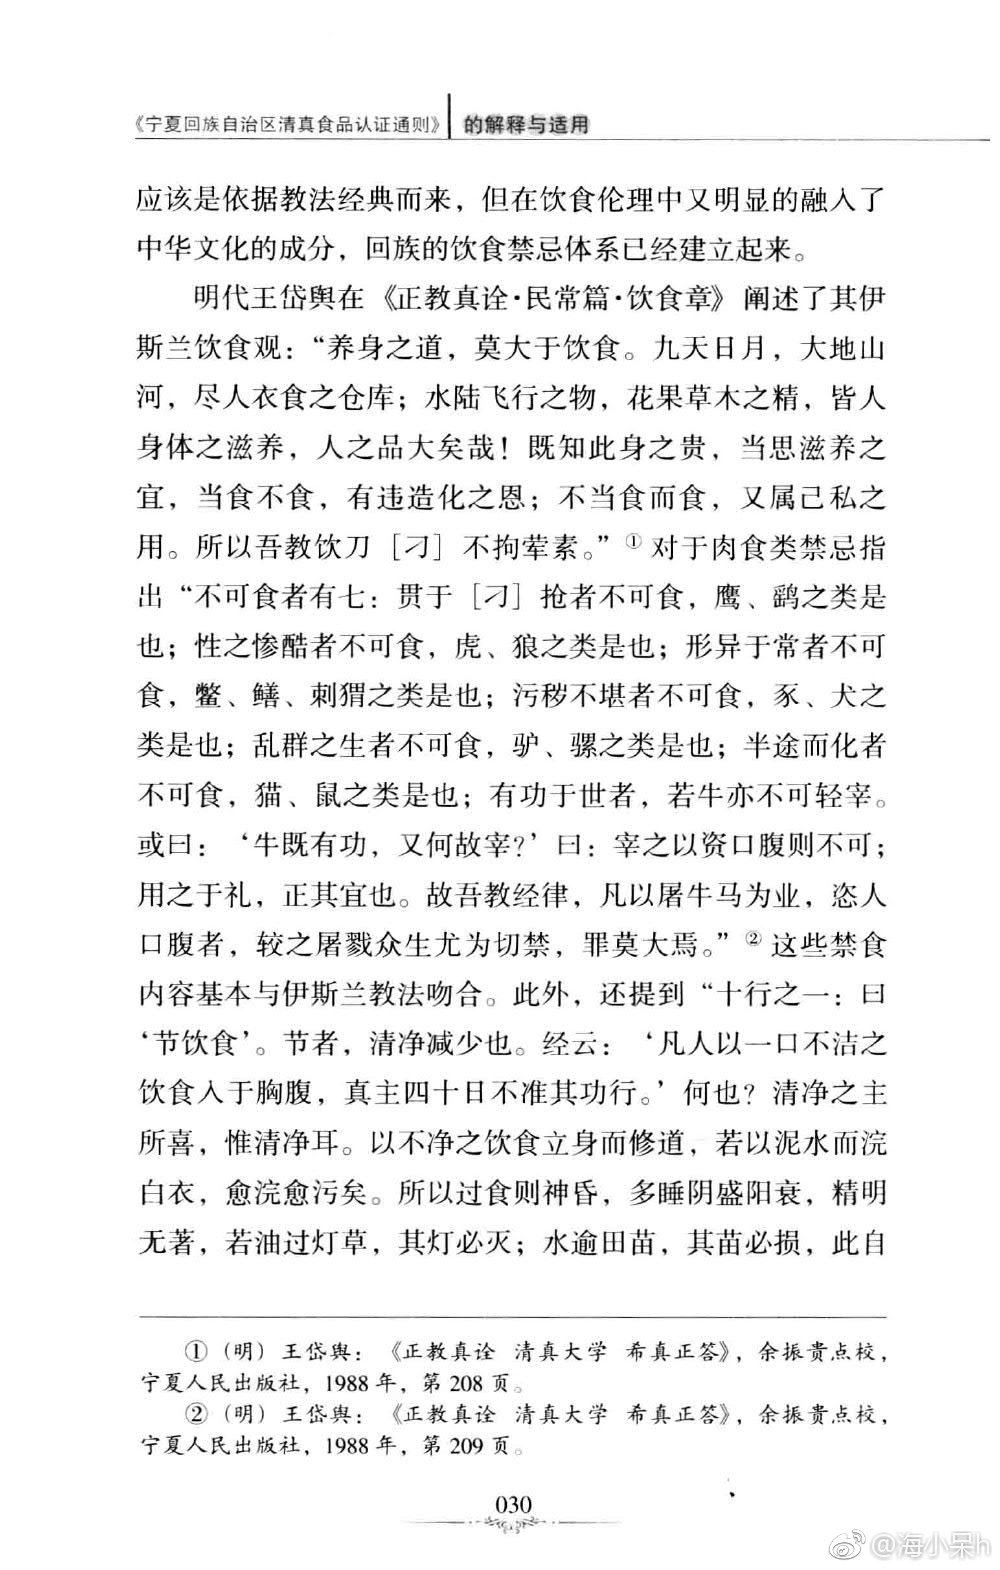 《宁夏回族自治区清真食品认证通则》 的解释与适用
应该是依据教法经典而来，但在饮食伦理中又明显的融入了
中华文化的成分，回族的饮食禁忌体系已经建立起来。
明代王岱舆在《正教真诠·民常篇·饮食章》阐述了其伊
斯兰饮食观：“养身之道，莫大于饮食。九天日月，大地山
河，尽人衣食之仓库；水陆飞行之物，花果草木之精，皆人
身体之滋养，人之品大矣哉！既知此身之贵，当思滋养之
宜，当食不食，有违造化之恩；不当食而食，又属己私之
用。所以吾教饮刀［刁］不拘荤素。”①对于肉食类禁忌指
出“不可食者有七：贯于［刁］抢者不可食，鹰、鹞之类是
也；性之惨酷者不可食，虎、狼之类是也；形异于常者不可
食，鳖、鳝、刺猬之类是也；污秽不堪者不可食，豕、犬之
类是也；乱群之生者不可食，驴、骡之类是也；半途而化者
不可食，猫、鼠之类是也；有功于世者，若牛亦不可轻宰。
或曰：‘牛既有功，又何故宰？’曰：宰之以资口腹则不可；
用之于礼，正其宜也。故吾教经律，凡以屠牛马为业，恣人
口腹者，较之屠戮众生尤为切禁，罪莫大焉。”②这些禁食
内容基本与伊斯兰教法吻合。此外，还提到“十行之一：曰
‘节饮食’。节者，清净减少也。经云：‘凡人以一口不洁之
饮食入于胸腹，真主四十日不准其功行。’何也？清净之主
所喜，惟清净耳。以不净之饮食立身而修道，若以泥水而浣
白衣，愈浣愈污矣。所以过食则神昏，多睡阴盛阳衰，精明
无著，若油过灯草，其灯必灭；水逾田苗，其苗必损，此自
①（明）王岱舆：《正教真诠 清真大学 希真正答》，余振贵点校，
宁夏人民出版社，1988年，第208页。
②（明）王岱舆：《正教真诠 清真大学 希真正答》，余振贵点校，
宁夏人民出版社，1988年，第209页。
030
@海小呆h